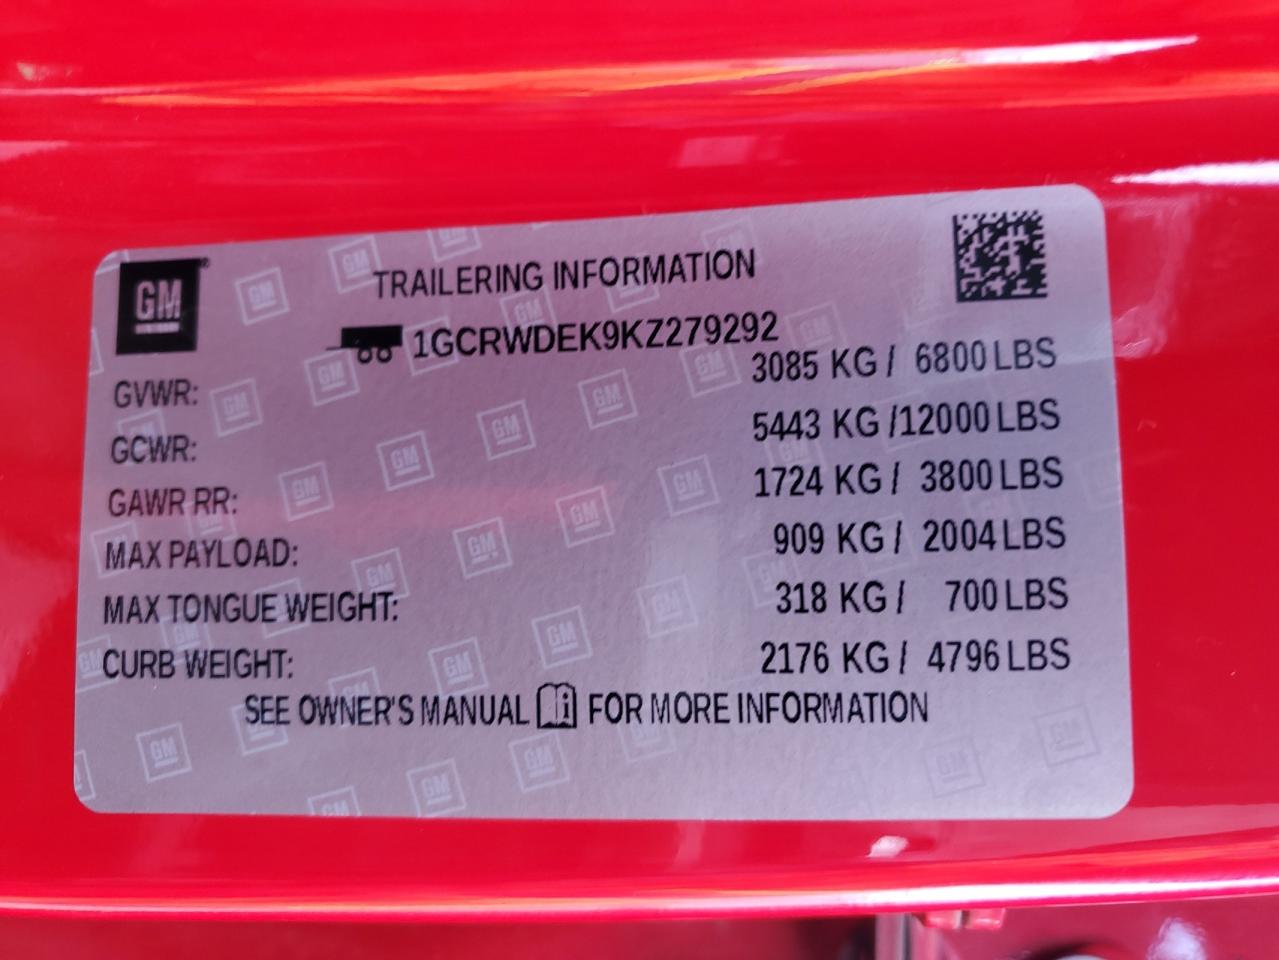 GM
TRAILERING INFORMATION
1GCRWDEK9KZ279292
GVWR: 3085 KG / 6800 LBS
GCWR: 5443 KG /12000 LBS
GAWR RR: 1724 KG / 3800 LBS
MAX PAYLOAD: 909 KG / 2004 LBS
MAX TONGUE WEIGHT: 318 KG / 700 LBS
CURB WEIGHT: 2176 KG / 4796 LBS
SEE OWNER'S MANUAL FOR MORE INFORMATION